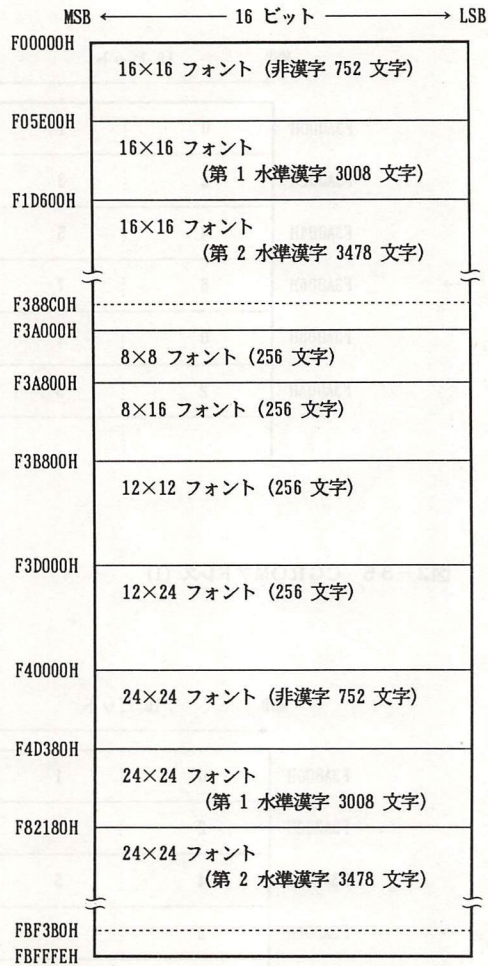 MSB ← 16 ビット → LSB
F00000H
16×16 フォント (非漢字 752 文字)
F05E00H
16×16 フォント
(第 1 水準漢字 3008 文字)
F1D600H
16×16 フォント
(第 2 水準漢字 3478 文字)
F388C0H
F3A000H
8×8 フォント (256 文字)
F3A800H
8×16 フォント (256 文字)
F3B800H
12×12 フォント (256 文字)
F3D000H
12×24 フォント (256 文字)
F40000H
24×24 フォント (非漢字 752 文字)
F4D380H
24×24 フォント
(第 1 水準漢字 3008 文字)
F82180H
24×24 フォント
(第 2 水準漢字 3478 文字)
FBF3B0H
FBFFFEH